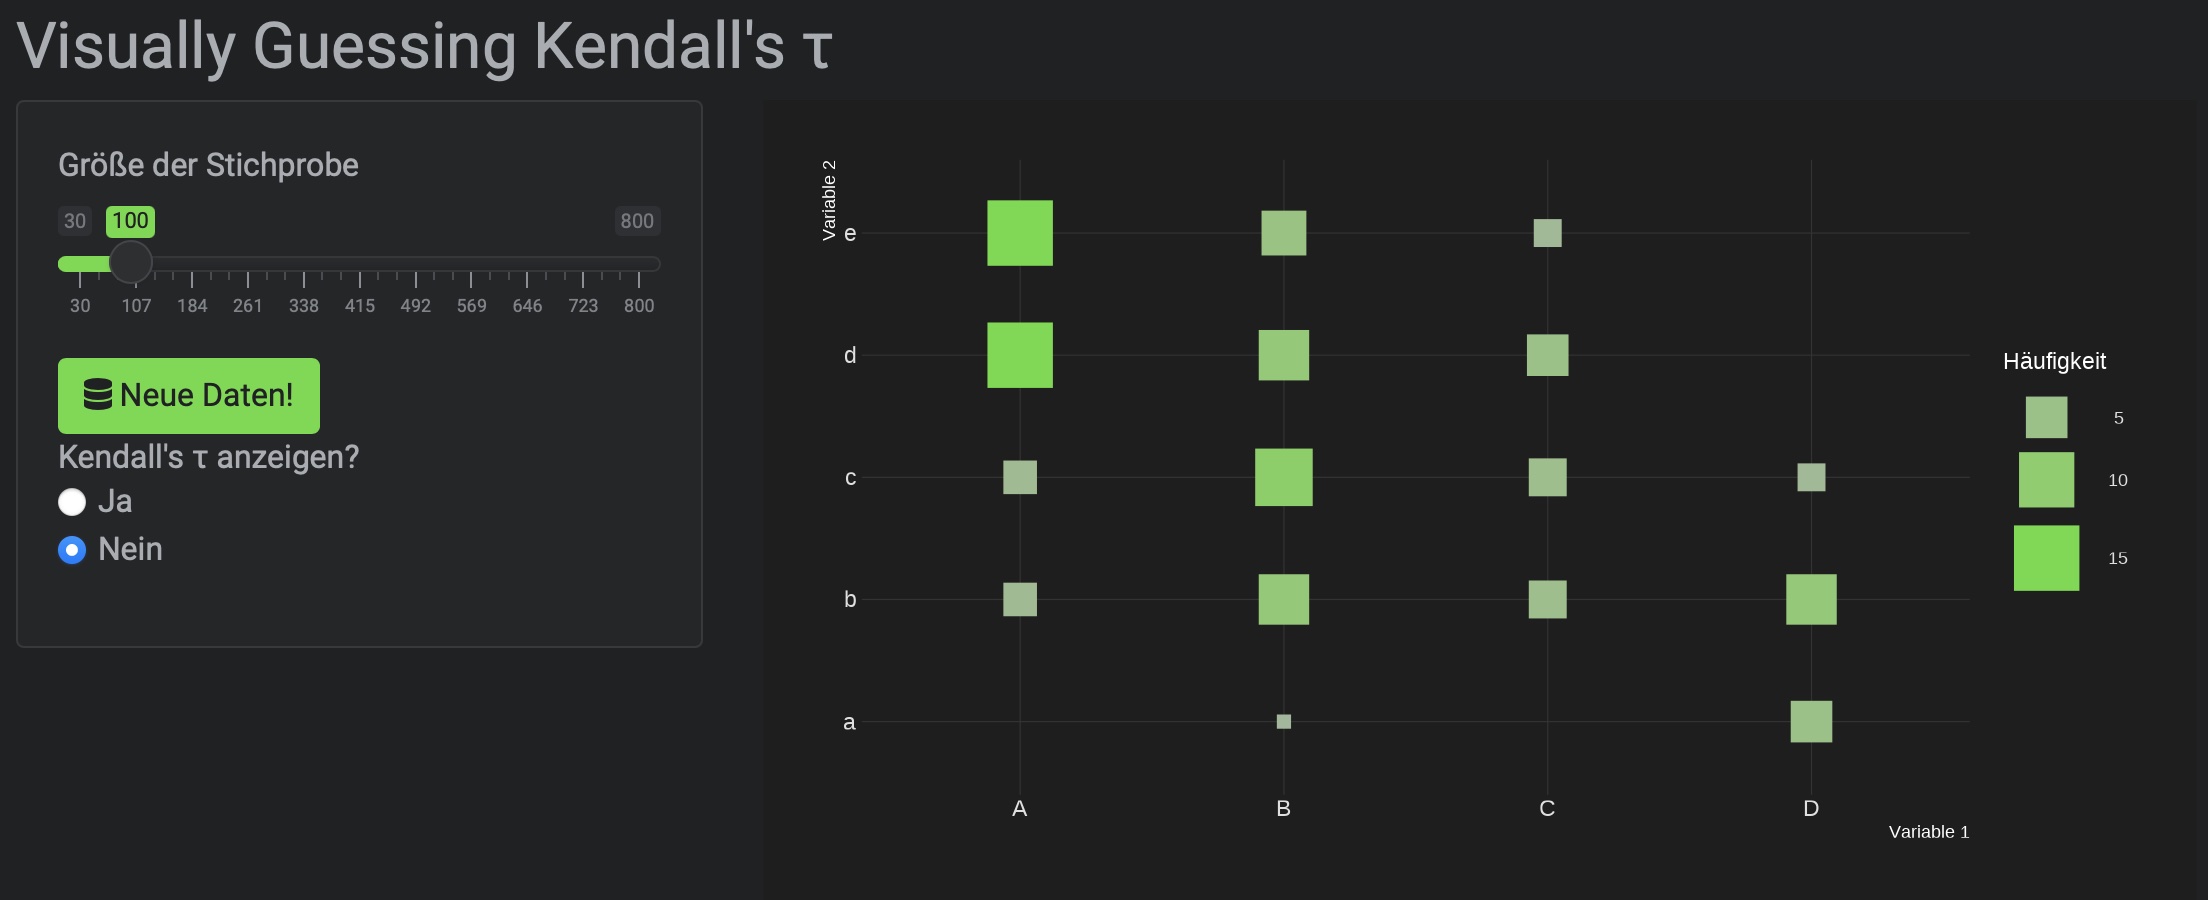 Visually Guessing Kendall's τ
Größe der Stichprobe
30 100 800
30 107 184 261 338 415 492 569 646 723 800
Neue Daten!
Kendall's τ anzeigen?
Ja
Nein
Variable 2
e
d
c
b
a
A B C D
Variable 1
Häufigkeit
5
10
15